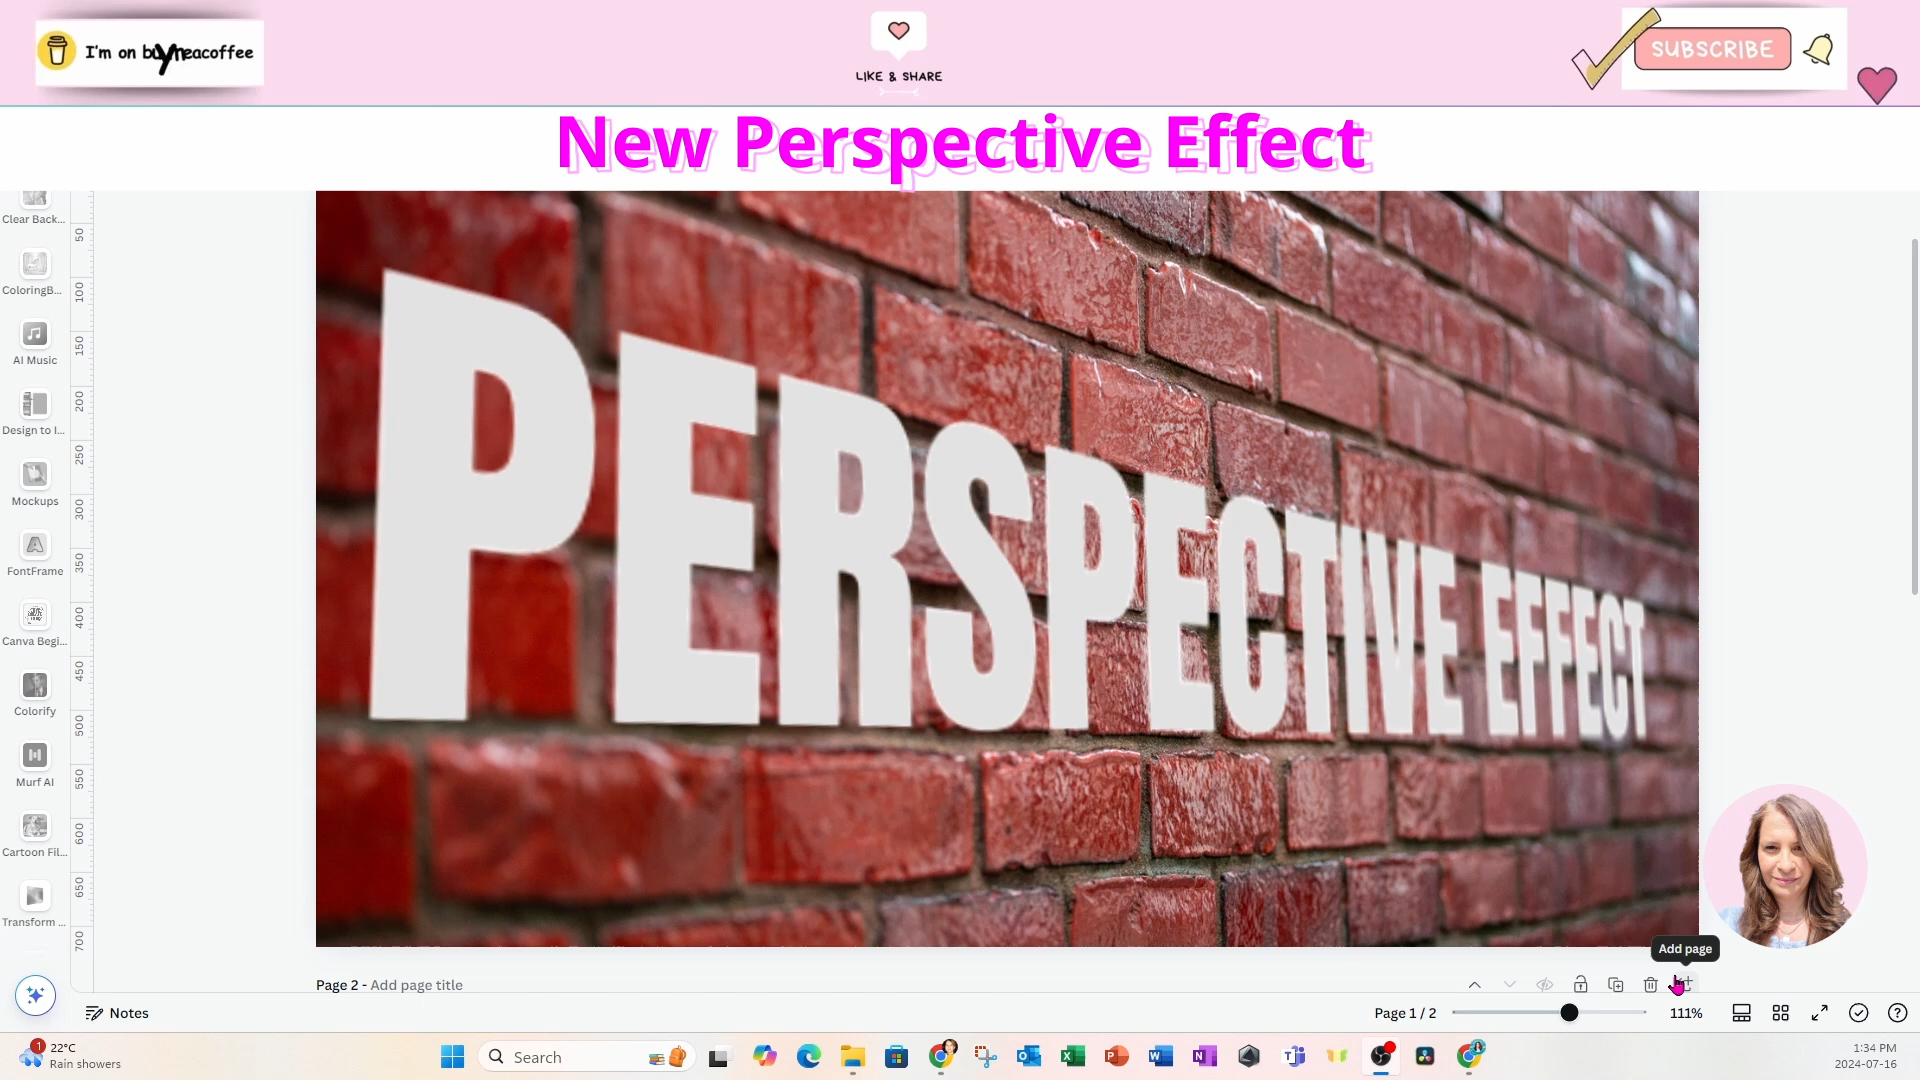 I'm on buymeacoffee
LIKE & SHARE
SUBSCRIBE
New Perspective Effect
Clear Back...
ColoringB...
AI Music
Design to I...
Mockups
FontFrame
Canva Begi...
Colorify
Murf AI
Cartoon Fil...
Transform ...
50
100
150
200
250
300
350
400
450
500
550
600
650
700
PERSPECTIVE EFFECT
Add page
Page 2 - Add page title
Notes
Page 1 / 2
111%
1
22°C
Rain showers
Search
1:34 PM
2024-07-16